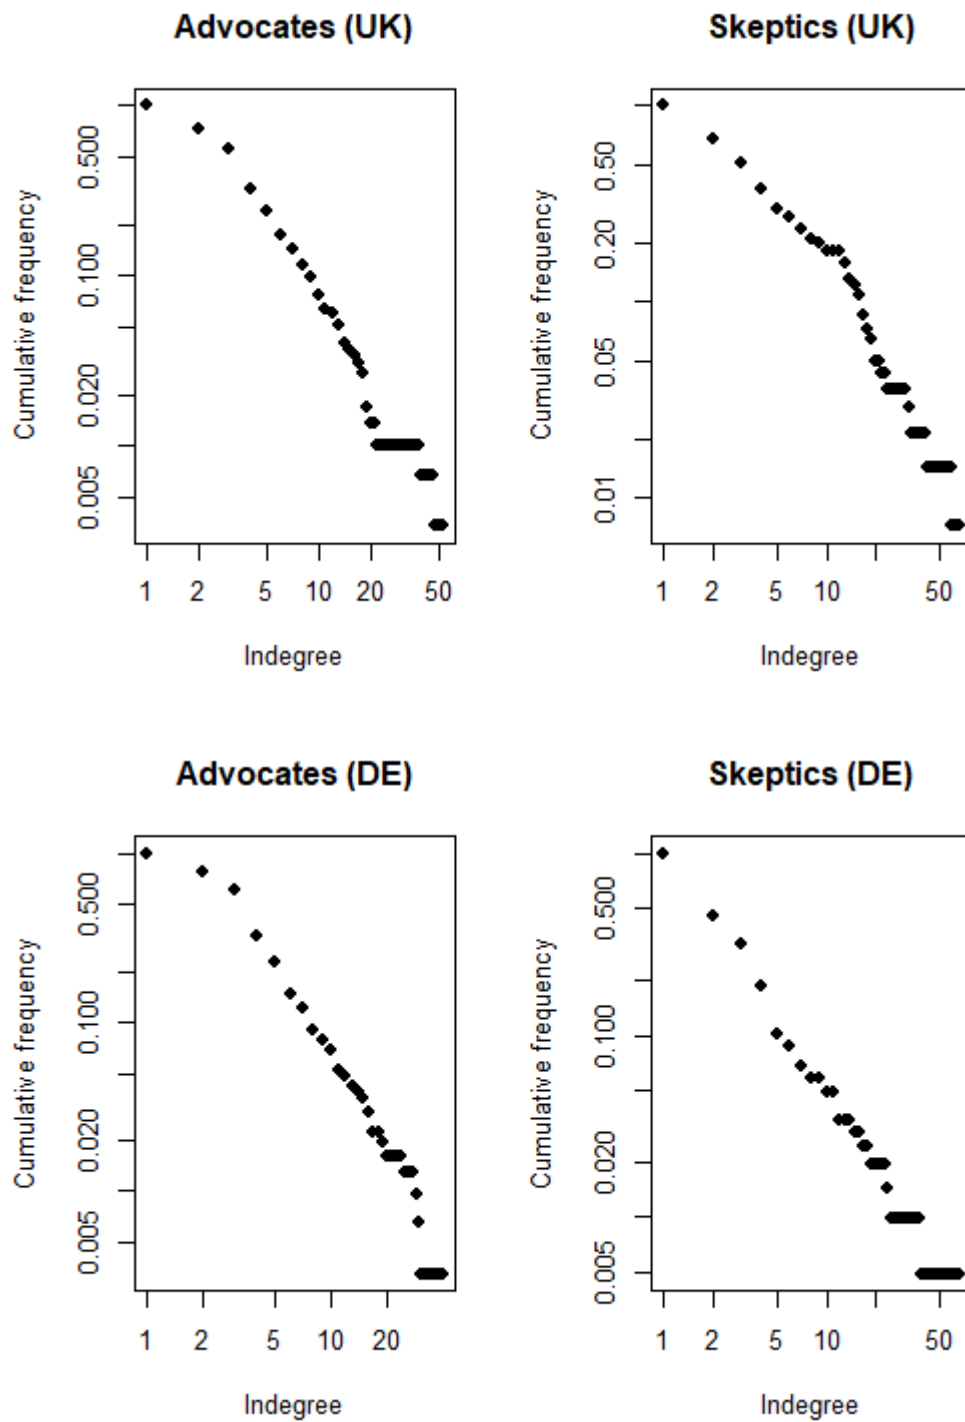 Advocates (UK)
Cumulative frequency
0.500
0.100
0.020
0.005
1 2 5 10 20 50
Indegree
Skeptics (UK)
Cumulative frequency
0.50
0.20
0.05
0.01
1 2 5 10 50
Indegree
Advocates (DE)
Cumulative frequency
0.500
0.100
0.020
0.005
1 2 5 10 20
Indegree
Skeptics (DE)
Cumulative frequency
0.500
0.100
0.020
0.005
1 2 5 10 50
Indegree